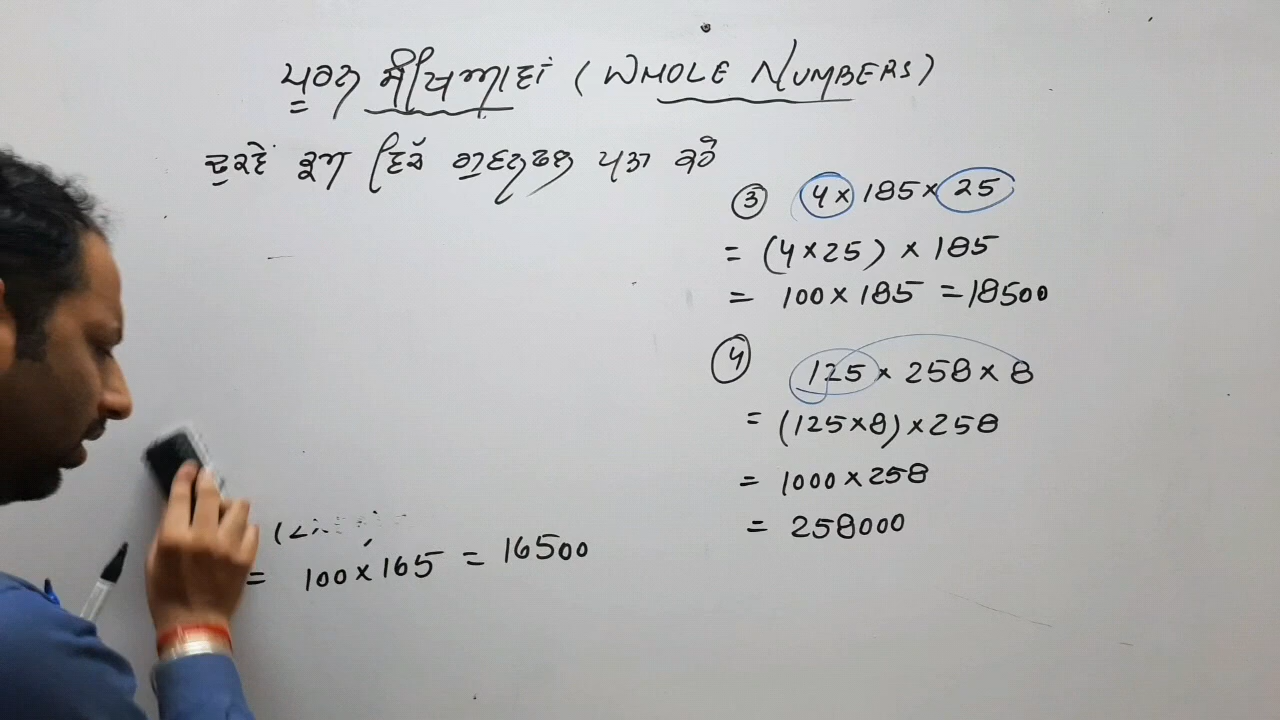 ਪੂਰਨ ਸੰਖਿਆਵਾਂ (WHOLE NUMBERS)
ਢੁਕਵੇਂ ਕ੍ਰਮ ਵਿੱਚ ਗੁਣਨਫਲ ਪਤਾ ਕਰੋ
= 100 × 165 = 16500
③ 4 × 185 × 25
= (4 × 25) × 185
= 100 × 185 = 18500
④ 125 × 258 × 8
= (125 × 8) × 258
= 1000 × 258
= 258000